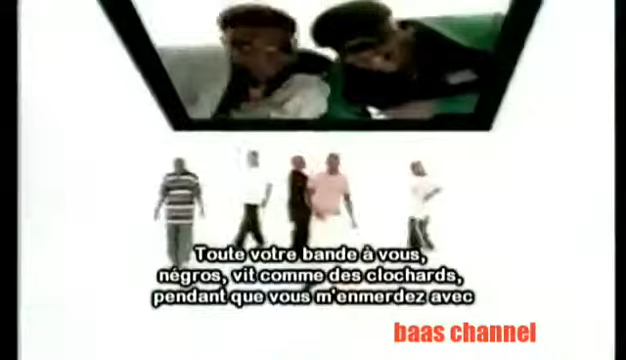 Toute votre bande à vous,
négros, vit comme des clochards,
pendant que vous m'enmerdez avec
baas channel